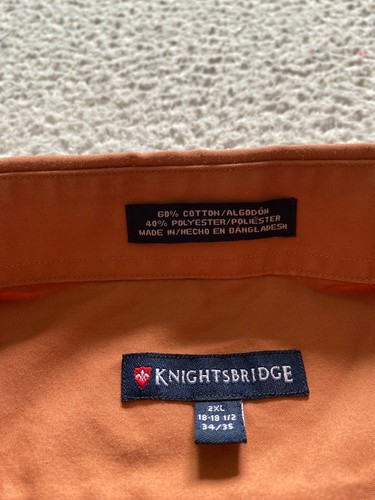 60% COTTON/ALGODÓN
40% POLYESTER/POLIÉSTER
MADE IN/HECHO EN BANGLADESH
KNIGHTSBRIDGE
2XL
18-18 1/2
34/35